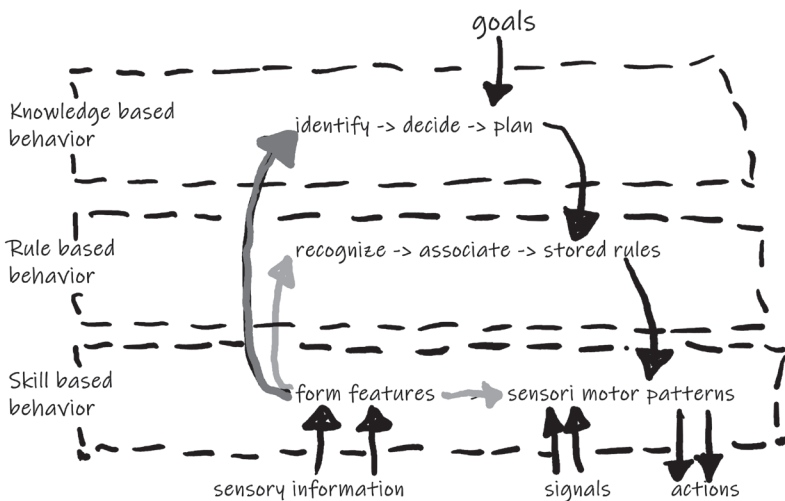 goals
Knowledge based
behavior
identify -> decide -> plan
Rule based
behavior
recognize -> associate -> stored rules
Skill based
behavior
form features -> sensori motor patterns
sensory information
signals
actions